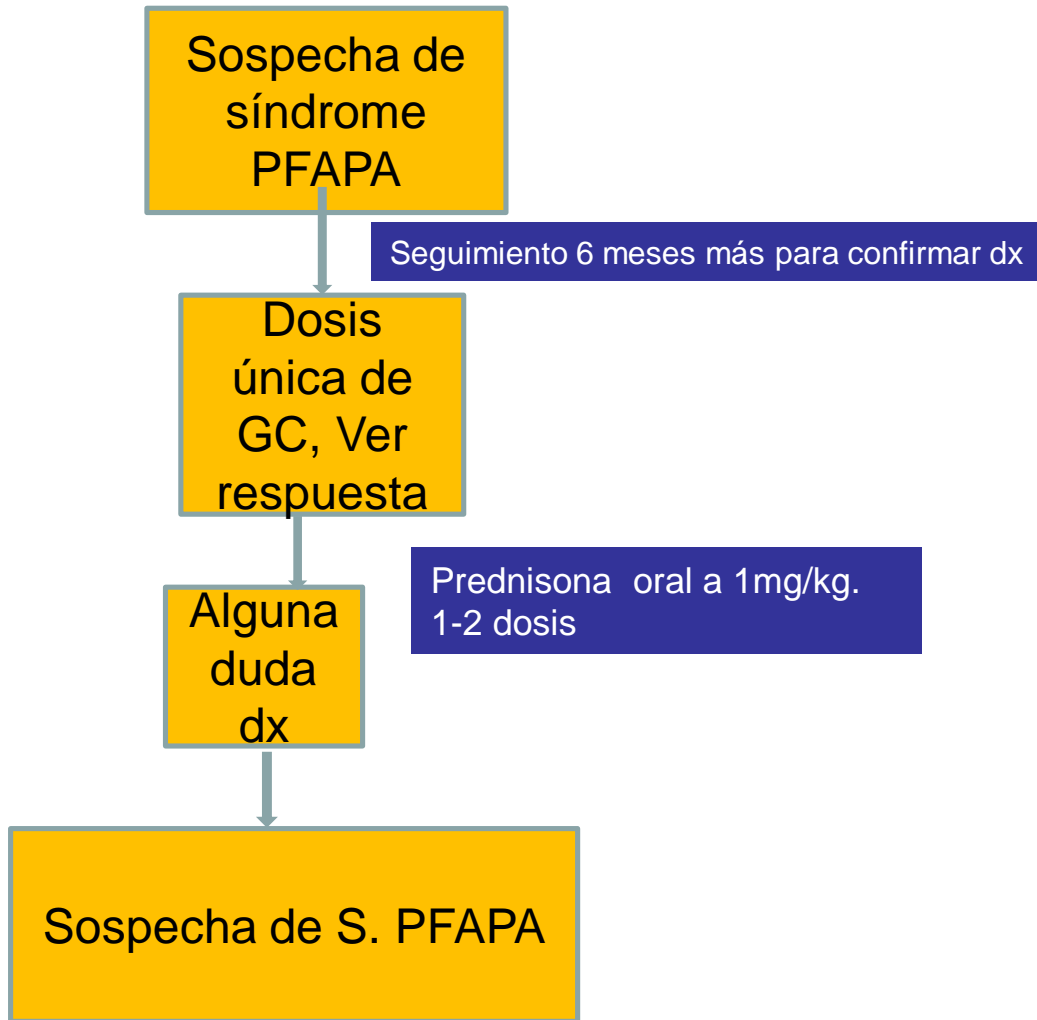 Sospecha de
síndrome
PFAPA
Seguimiento 6 meses más para confirmar dx
Dosis
única de
GC, Ver
respuesta
Prednisona oral a 1mg/kg.
1-2 dosis
Alguna
duda
dx
Sospecha de S. PFAPA